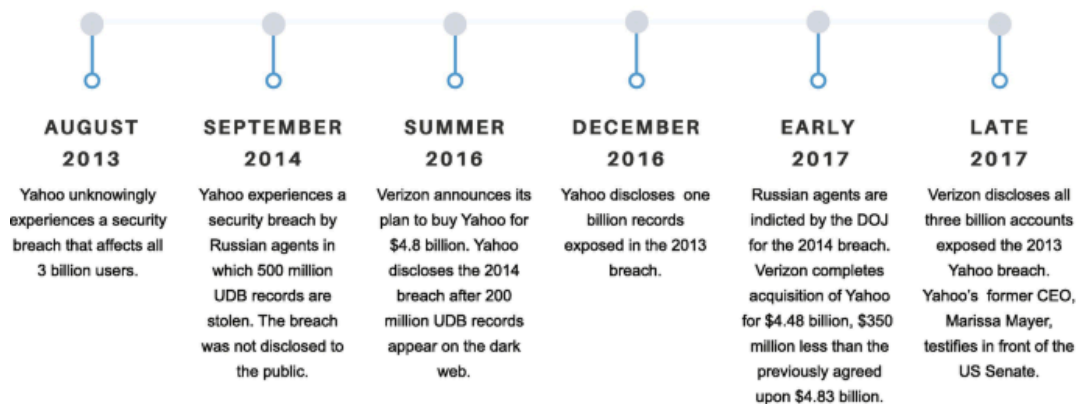 AUGUST
2013
Yahoo unknowingly
experiences a security
breach that affects all
3 billion users.
SEPTEMBER
2014
Yahoo experiences a
security breach by
Russian agents in
which 500 million
UDB records are
stolen. The breach
was not disclosed to
the public.
SUMMER
2016
Verizon announces its
plan to buy Yahoo for
$4.8 billion. Yahoo
discloses the 2014
breach after 200
million UDB records
appear on the dark
web.
DECEMBER
2016
Yahoo discloses one
billion records
exposed in the 2013
breach.
EARLY
2017
Russian agents are
indicted by the DOJ
for the 2014 breach.
Verizon completes
acquisition of Yahoo
for $4.48 billion, $350
million less than the
previously agreed
upon $4.83 billion.
LATE
2017
Verizon discloses all
three billion accounts
exposed the 2013
Yahoo breach.
Yahoo's former CEO,
Marissa Mayer,
testifies in front of the
US Senate.